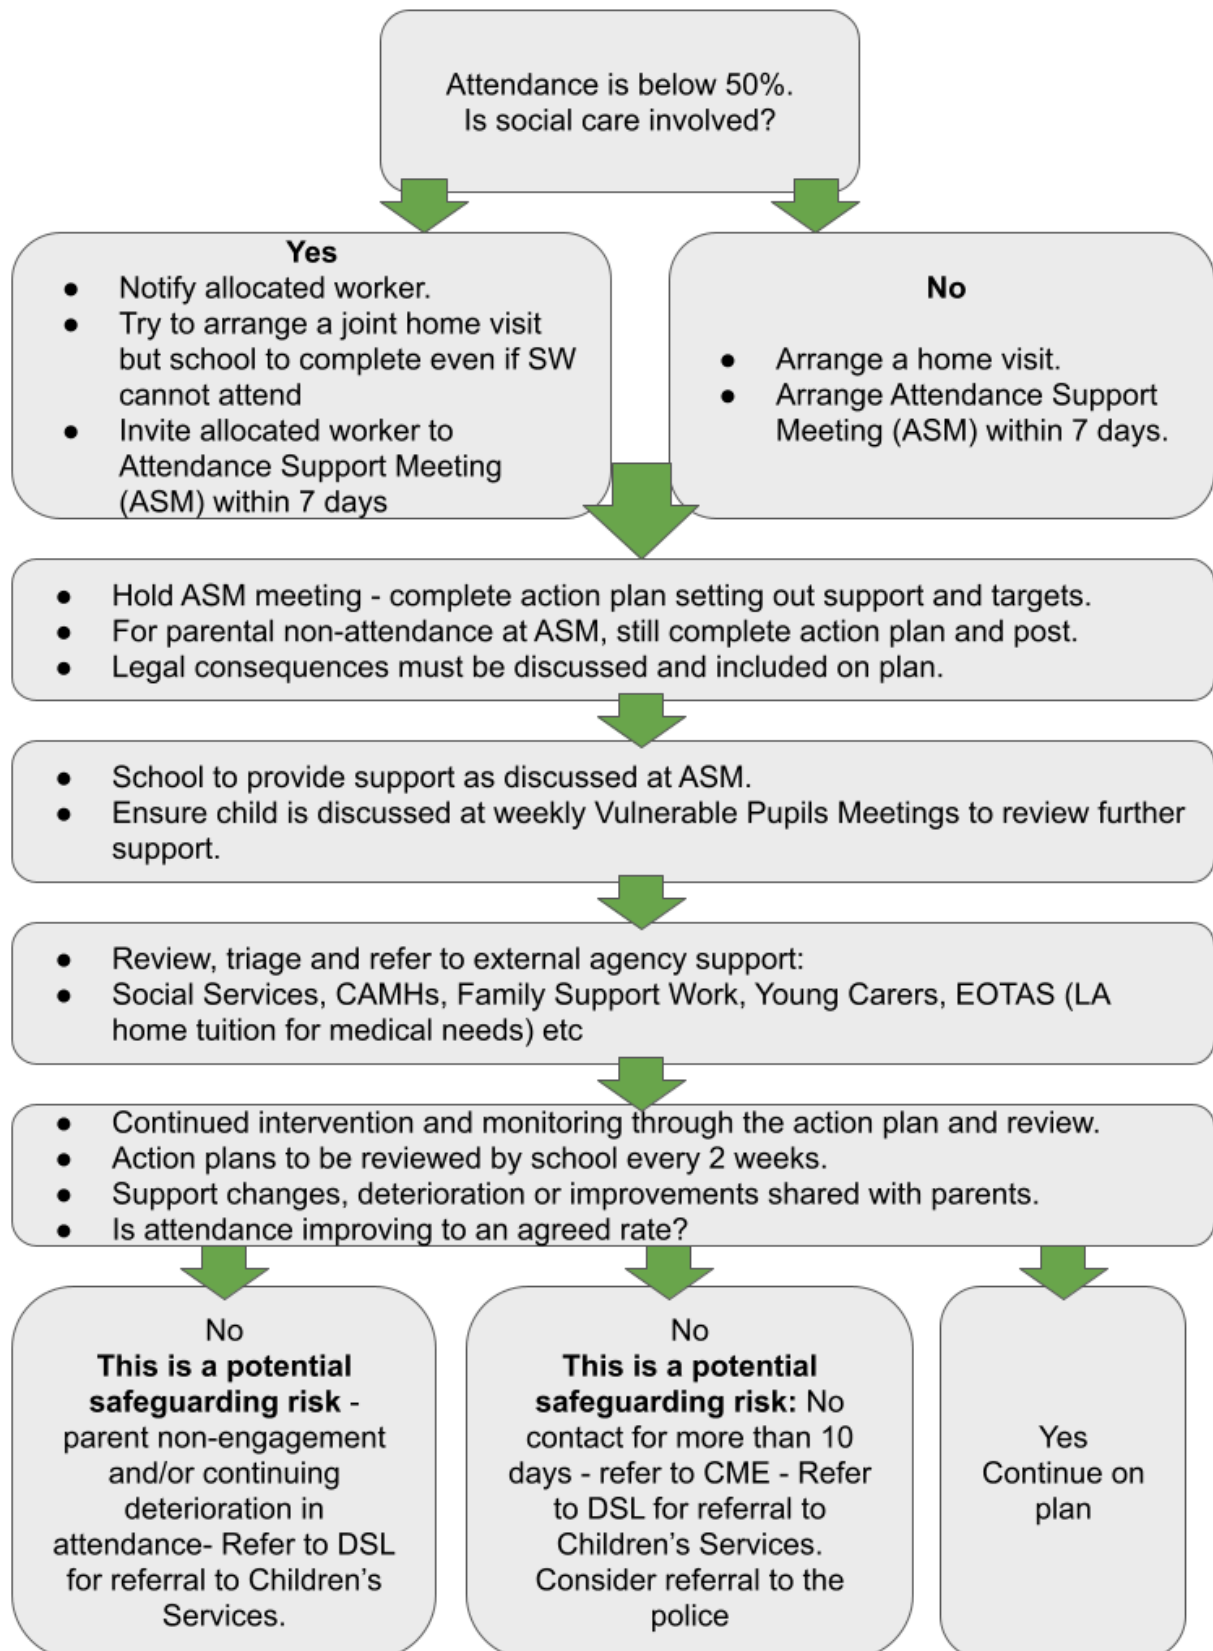 Attendance is below 50%.
Is social care involved?
Yes
● Notify allocated worker.
● Try to arrange a joint home visit
but school to complete even if SW
cannot attend
● Invite allocated worker to
Attendance Support Meeting
(ASM) within 7 days
No
● Arrange a home visit.
● Arrange Attendance Support
Meeting (ASM) within 7 days.
● Hold ASM meeting - complete action plan setting out support and targets.
● For parental non-attendance at ASM, still complete action plan and post.
● Legal consequences must be discussed and included on plan.
● School to provide support as discussed at ASM.
● Ensure child is discussed at weekly Vulnerable Pupils Meetings to review further
support.
● Review, triage and refer to external agency support:
● Social Services, CAMHs, Family Support Work, Young Carers, EOTAS (LA
home tuition for medical needs) etc
● Continued intervention and monitoring through the action plan and review.
● Action plans to be reviewed by school every 2 weeks.
● Support changes, deterioration or improvements shared with parents.
● Is attendance improving to an agreed rate?
No
This is a potential
safeguarding risk -
parent non-engagement
and/or continuing
deterioration in
attendance- Refer to DSL
for referral to Children’s
Services.
No
This is a potential
safeguarding risk: No
contact for more than 10
days - refer to CME - Refer
to DSL for referral to
Children’s Services.
Consider referral to the
police
Yes
Continue on
plan